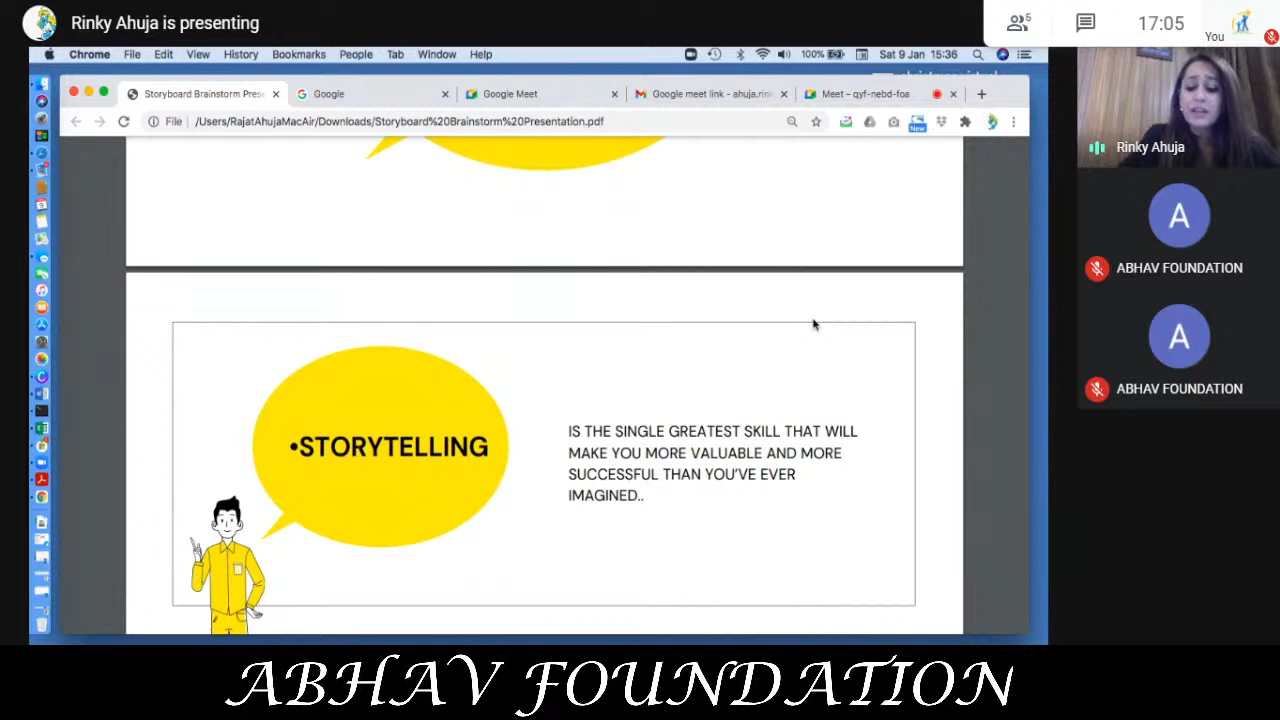 Rinky Ahuja is presenting
5
17:05
You
Chrome File Edit View History Bookmarks People Tab Window Help
100%
Sat 9 Jan 15:36
Storyboard Brainstorm Pres
Google
Google Meet
Google meet link - ahuja.rin
Meet – qyf-nebd-foa
File /Users/RajatAhujaMacAir/Downloads/Storyboard%20Brainstorm%20Presentation.pdf
New
Rinky Ahuja
A
ABHAV FOUNDATION
A
ABHAV FOUNDATION
•STORYTELLING
IS THE SINGLE GREATEST SKILL THAT WILL
MAKE YOU MORE VALUABLE AND MORE
SUCCESSFUL THAN YOU'VE EVER
IMAGINED..
ABHAV FOUNDATION